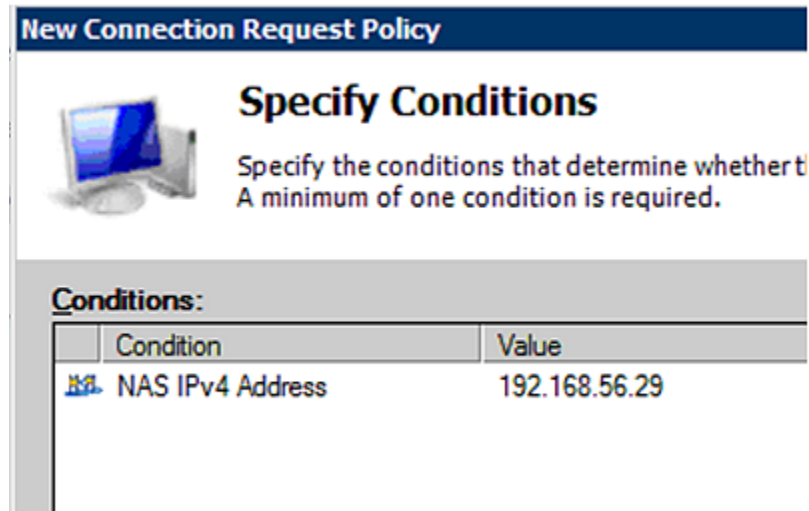 New Connection Request Policy
Specify Conditions
Specify the conditions that determine whether
A minimum of one condition is required.
Conditions:
Condition Value
NAS IPv4 Address 192.168.56.29